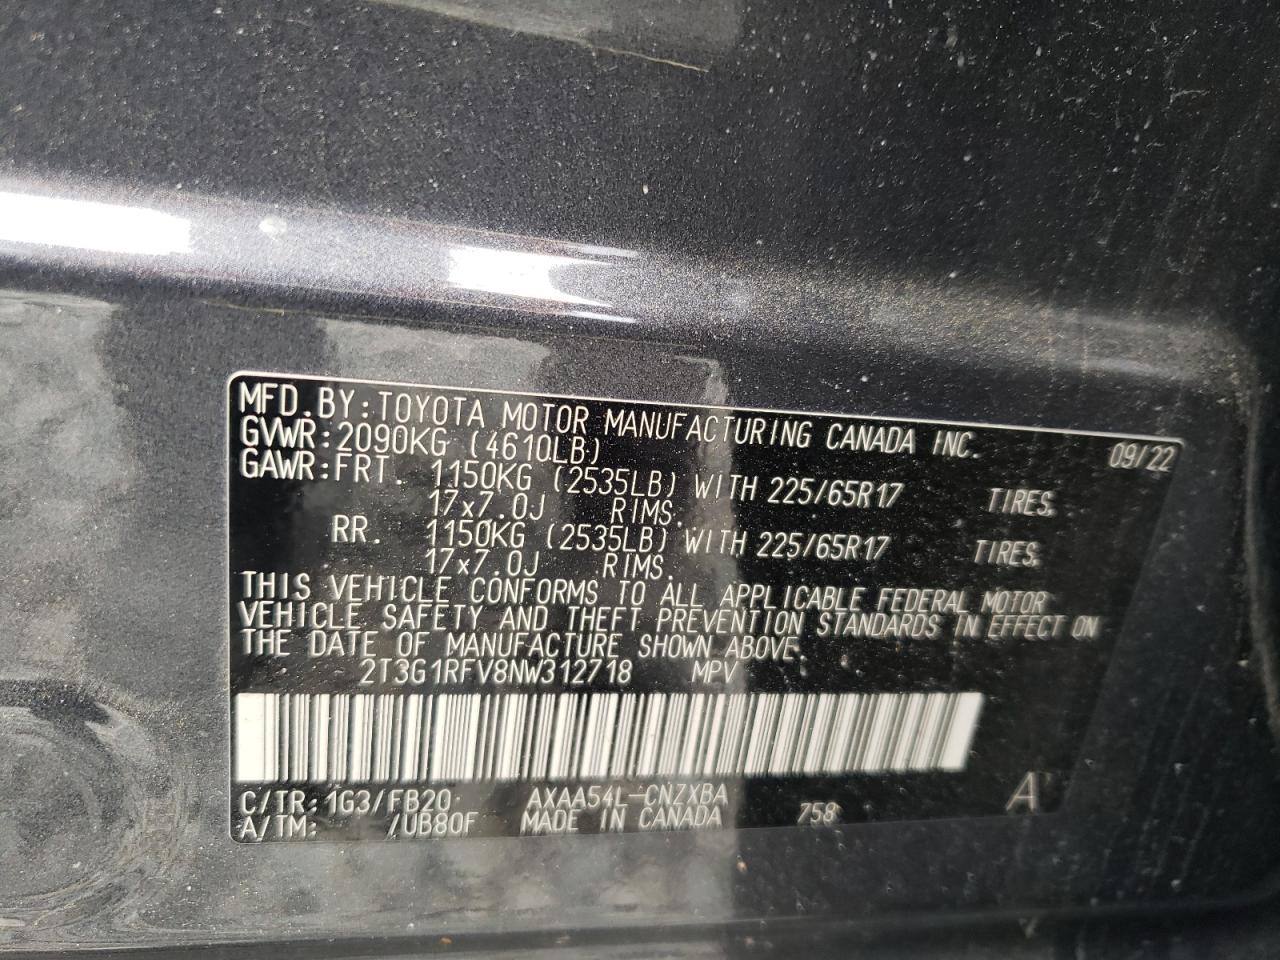 MFD.BY:TOYOTA MOTOR MANUFACTURING CANADA INC. 09/22
GVWR:2090KG (4610LB)
GAWR:FRT. 1150KG (2535LB) WITH 225/65R17 TIRES.
17x7.0J RIMS.
RR. 1150KG (2535LB) WITH 225/65R17 TIRES.
17x7.0J RIMS.
THIS VEHICLE CONFORMS TO ALL APPLICABLE FEDERAL MOTOR
VEHICLE SAFETY AND THEFT PREVENTION STANDARDS IN EFFECT ON
THE DATE OF MANUFACTURE SHOWN ABOVE.
2T3G1RFV8NW312718 MPV
C/TR:1G3/FB20 AXAA54L-CNZXBA 758 A
A/TM: /UB80F MADE IN CANADA